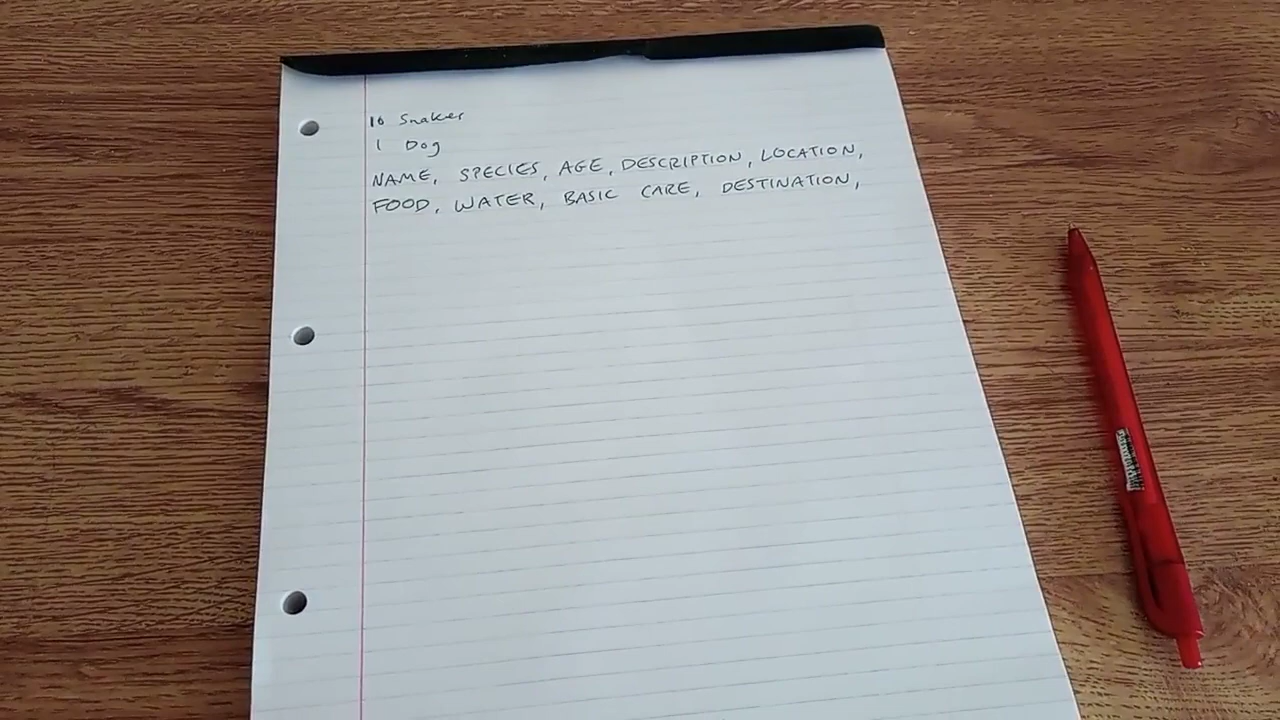 10 Snakes
1 Dog
NAME, SPECIES, AGE, DESCRIPTION, LOCATION,
FOOD, WATER, BASIC CARE, DESTINATION,